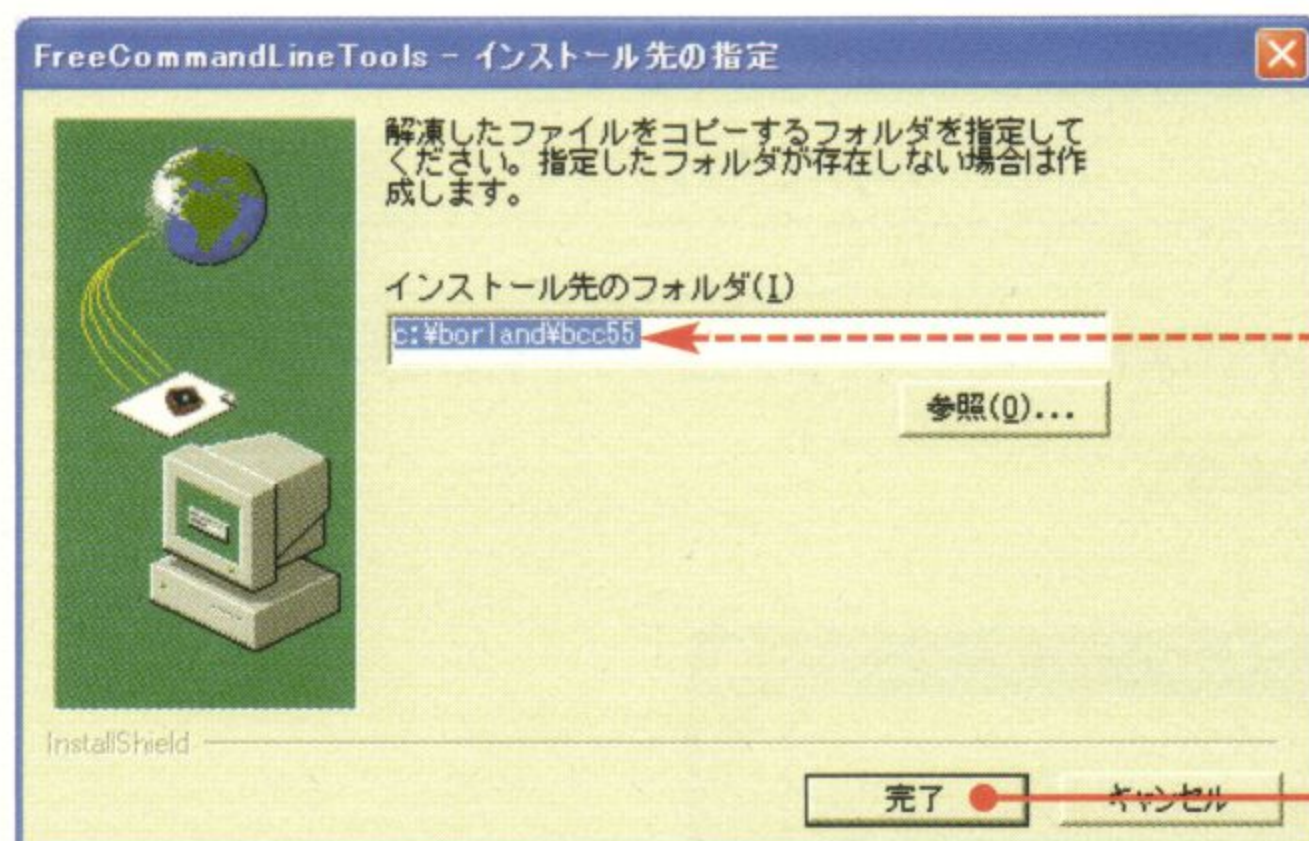 FreeCommandLineTools - インストール先の指定
解凍したファイルをコピーするフォルダを指定して
ください。指定したフォルダが存在しない場合は作
成します。
インストール先のフォルダ(I)
c:¥borland¥bcc55
参照(O)...
InstallShield
完了
キャンセル